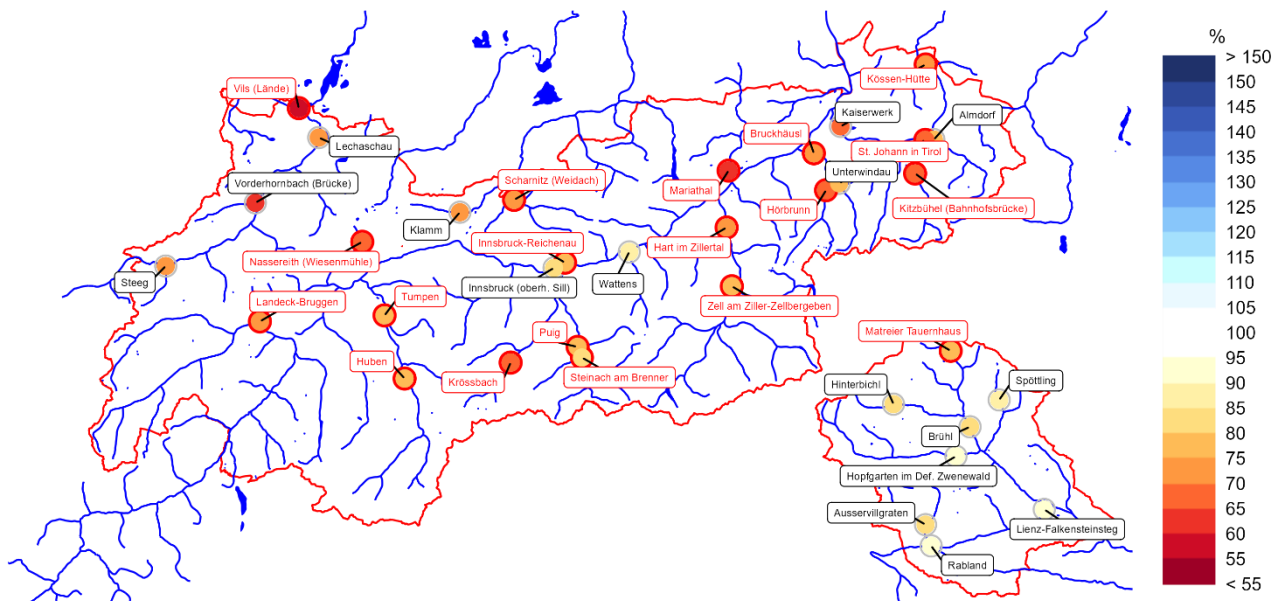 %
Kössen-Hütte
Vils (Lände)
Kaiserwerk
Almdorf
Lechaschau
Bruckhäusl
St. Johann in Tirol
Unterwindau
Vorderhornbach (Brücke)
Scharnitz (Weidach)
Mariathal
Hörbrunn
Kitzbühel (Bahnhofsbrücke)
Klamm
Innsbruck-Reichenau
Hart im Zillertal
Nassereith (Wiesenmühle)
Steeg
Innsbruck (oberh. Sill)
Wattens
Landeck-Bruggen
Tumpen
Zell am Ziller-Zellbergeben
Puig
Matreier Tauernhaus
Huben
Krössbach
Steinach am Brenner
Hinterbichl
Spöttling
Brühl
Hopfgarten im Def. Zwenewald
Ausservillgraten
Lienz-Falkensteinsteg
Rabland
> 150
150
145
140
135
130
125
120
115
110
105
100
95
90
85
80
75
70
65
60
55
< 55